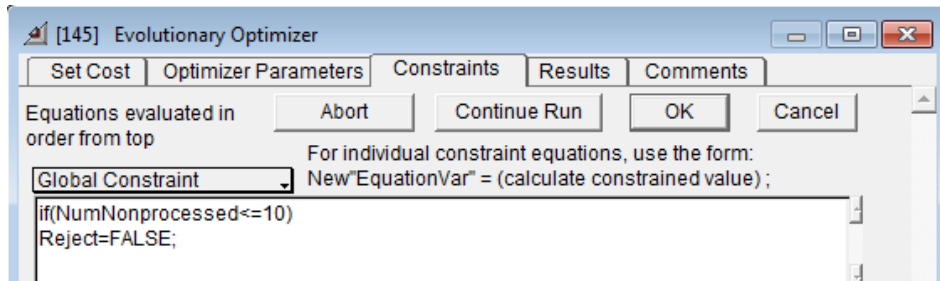 [145] Evolutionary Optimizer
Set Cost Optimizer Parameters Constraints Results Comments
Equations evaluated in
order from top
Abort Continue Run OK Cancel
For individual constraint equations, use the form:
Global Constraint
New"EquationVar" = (calculate constrained value) ;
if(NumNonprocessed<=10)
Reject=FALSE;